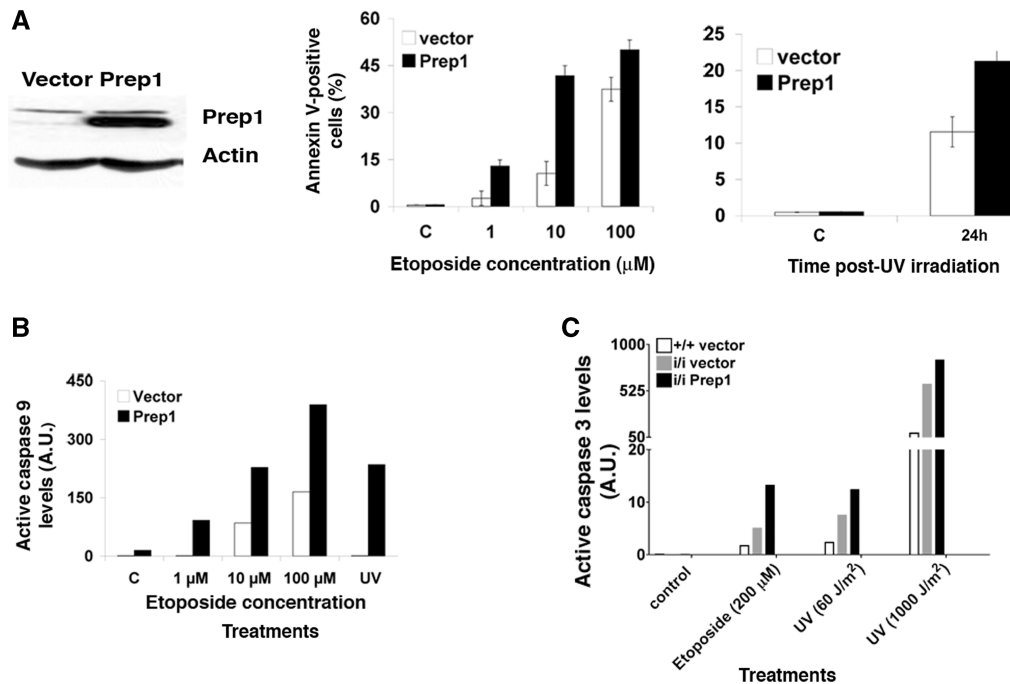 A
Vector Prep1
Prep1
Actin
Annexin V-positive
cells (%)
60
45
30
15
0
vector
Prep1
C
1
10
100
Etoposide concentration (μM)
25
20
15
10
5
0
vector
Prep1
C
24h
Time post-UV irradiation
B
Active caspase 9
levels (A.U.)
450
300
150
0
Vector
Prep1
C
1 μM
10 μM
100 μM
UV
Etoposide concentration
Treatments
C
Active caspase 3 levels
(A.U.)
1000
525
50
20
10
0
+/+ vector
i/i vector
i/i Prep1
control
Etoposide (200 μM)
UV (60 J/m²)
UV (1000 J/m²)
Treatments